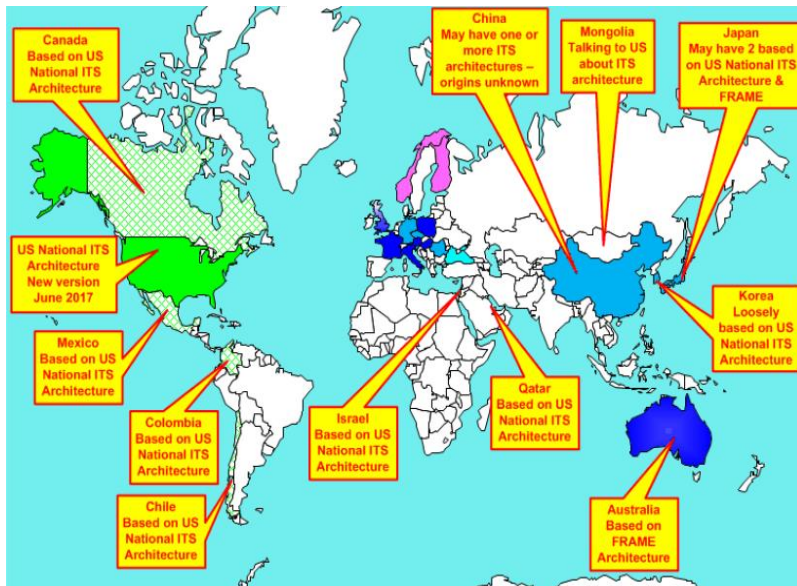 Canada
Based on US
National ITS
Architecture
China
May have one or
more ITS
architectures –
origins unknown
Mongolia
Talking to US
about ITS
architecture
Japan
May have 2 based
on US National ITS
Architecture &
FRAME
US National ITS
Architecture
New version
June 2017
Mexico
Based on US
National ITS
Architecture
Colombia
Based on US
National ITS
Architecture
Chile
Based on US
National ITS
Architecture
Israel
Based on US
National ITS
Architecture
Qatar
Based on US
National ITS
Architecture
Korea
Loosely
based on US
National ITS
Architecture
Australia
Based on
FRAME
Architecture